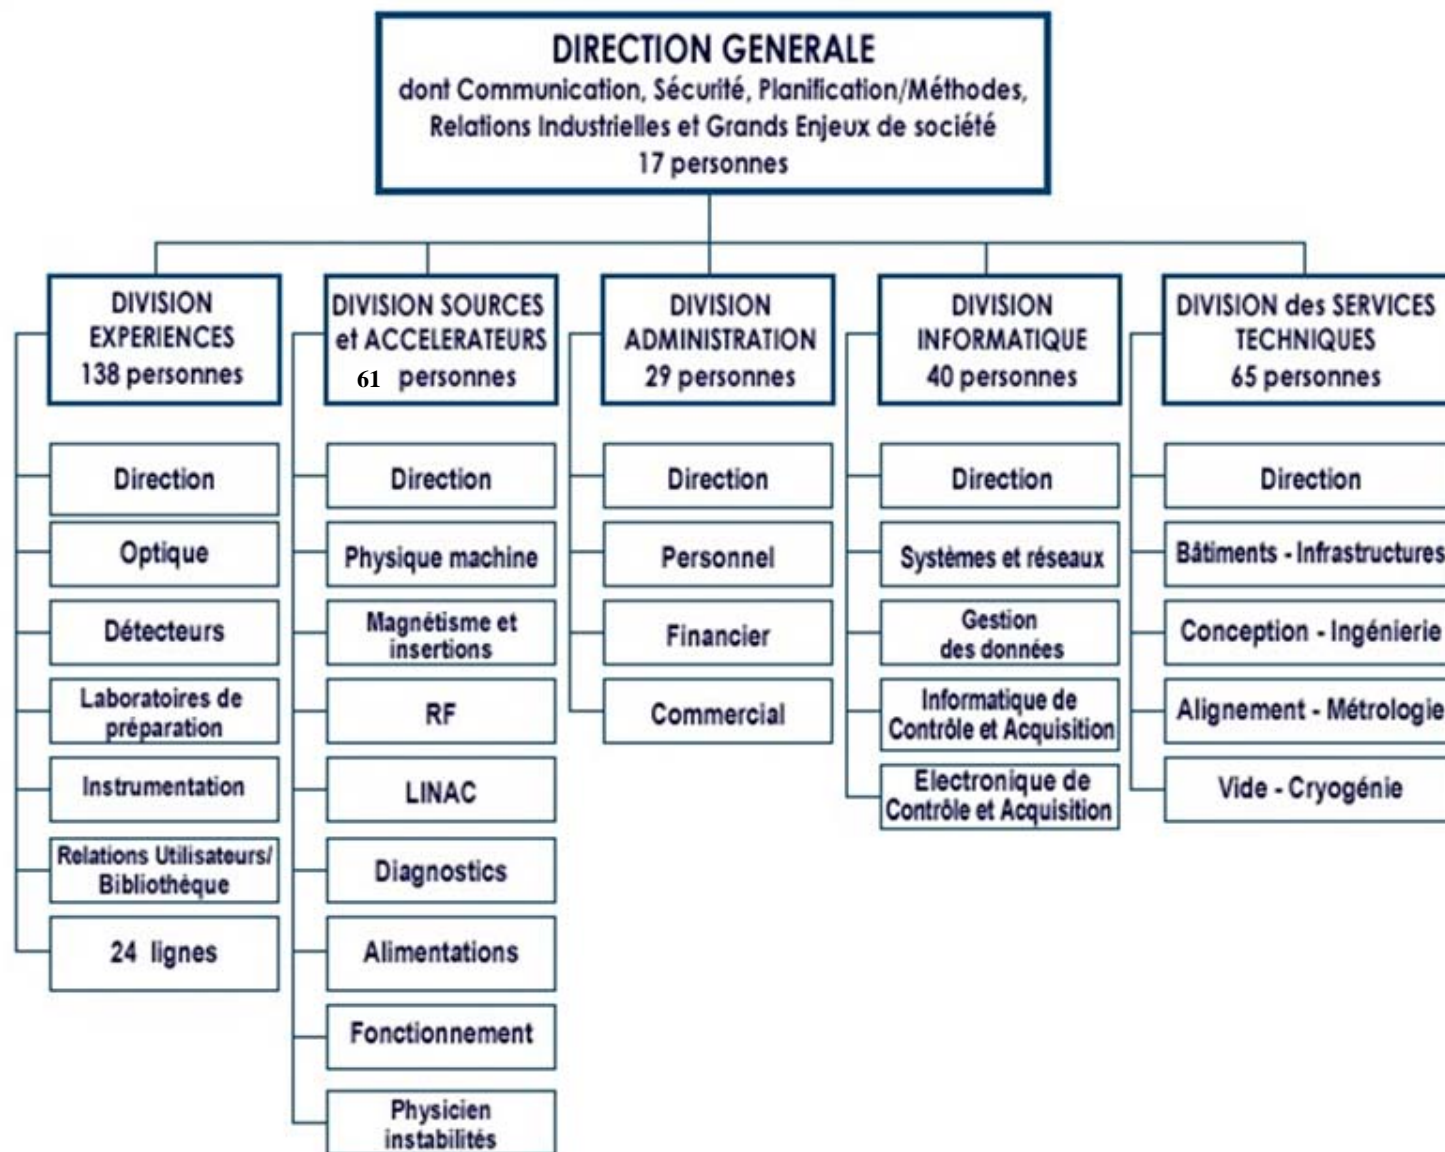 DIRECTION GENERALE
dont Communication, Sécurité, Planification/Méthodes,
Relations Industrielles et Grands Enjeux de société
17 personnes
DIVISION
EXPERIENCES
138 personnes
DIVISION SOURCES
et ACCELERATEURS
61 personnes
DIVISION
ADMINISTRATION
29 personnes
DIVISION
INFORMATIQUE
40 personnes
DIVISION des SERVICES
TECHNIQUES
65 personnes
Direction
Optique
Détecteurs
Laboratoires de
préparation
Instrumentation
Relations Utilisateurs/
Bibliothèque
24 lignes
Direction
Physique machine
Magnétisme et
insertions
RF
LINAC
Diagnostics
Alimentations
Fonctionnement
Physicien
instabilités
Direction
Personnel
Financier
Commercial
Direction
Systèmes et réseaux
Gestion
des données
Informatique de
Contrôle et Acquisition
Electronique de
Contrôle et Acquisition
Direction
Bâtiments - Infrastructures
Conception - Ingénierie
Alignement - Métrologie
Vide - Cryogénie